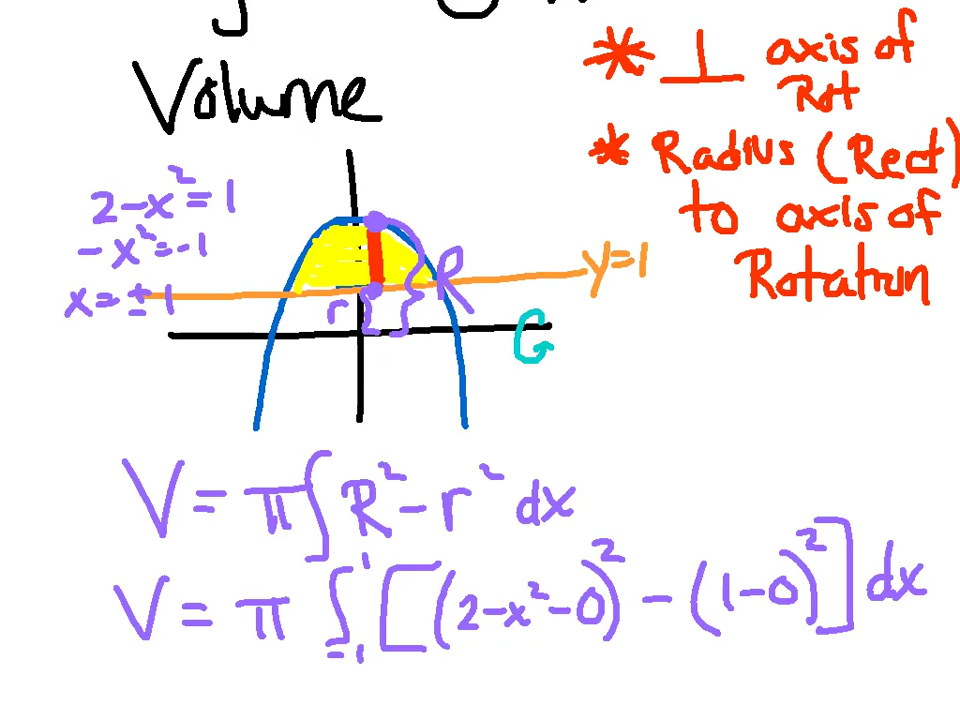 Volume
* ⊥ axis of
Rot
* Radius (Rect)
to axis of
Rotation
2-x²=1
-x²=-1
x=±1
y=1
R
r
V = π∫R²-r² dx
V = π∫₋₁¹[(2-x²-0)²-(1-0)²]dx